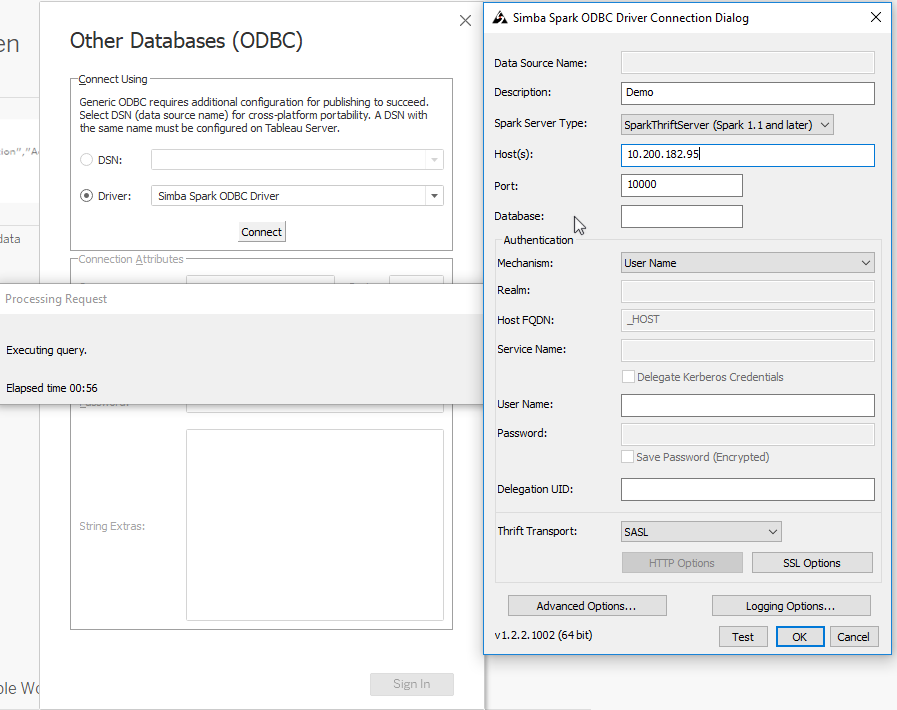 en
Other Databases (ODBC)
Connect Using
Generic ODBC requires additional configuration for publishing to succeed.
Select DSN (data source name) for cross-platform portability. A DSN with
the same name must be configured on Tableau Server.
DSN:
Driver:
Simba Spark ODBC Driver
Connect
Connection Attributes
data
Processing Request
Executing query.
Elapsed time 00:56
String Extras:
ble Wo
Sign In
Simba Spark ODBC Driver Connection Dialog
Data Source Name:
Description:
Demo
Spark Server Type:
SparkThriftServer (Spark 1.1 and later)
Host(s):
10.200.182.95
Port:
10000
Database:
Authentication
Mechanism:
User Name
Realm:
Host FQDN:
_HOST
Service Name:
Delegate Kerberos Credentials
User Name:
Password:
Save Password (Encrypted)
Delegation UID:
Thrift Transport:
SASL
HTTP Options
SSL Options
Advanced Options...
Logging Options...
v1.2.2.1002 (64 bit)
Test
OK
Cancel